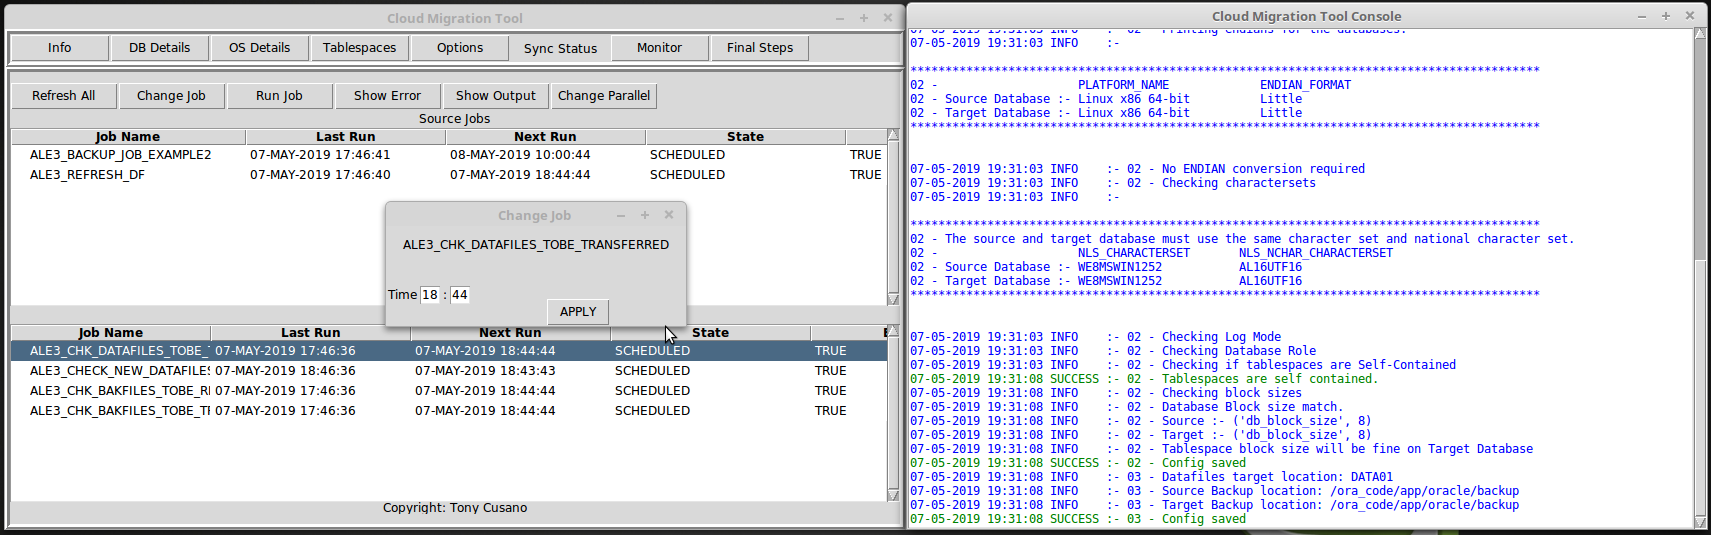 Cloud Migration Tool
Info DB Details OS Details Tablespaces Options Sync Status Monitor Final Steps
Refresh All Change Job Run Job Show Error Show Output Change Parallel
Source Jobs
Job Name Last Run Next Run State
ALE3_BACKUP_JOB_EXAMPLE2 07-MAY-2019 17:46:41 08-MAY-2019 10:00:44 SCHEDULED TRUE
ALE3_REFRESH_DF 07-MAY-2019 17:46:40 07-MAY-2019 18:44:44 SCHEDULED TRUE
Change Job
ALE3_CHK_DATAFILES_TOBE_TRANSFERRED
Time 18 : 44
APPLY
Job Name Last Run Next Run State
ALE3_CHK_DATAFILES_TOBE_ 07-MAY-2019 17:46:36 07-MAY-2019 18:44:44 SCHEDULED TRUE
ALE3_CHECK_NEW_DATAFILES 07-MAY-2019 18:46:36 07-MAY-2019 18:43:43 SCHEDULED TRUE
ALE3_CHK_BAKFILES_TOBE_R 07-MAY-2019 17:46:36 07-MAY-2019 18:44:44 SCHEDULED TRUE
ALE3_CHK_BAKFILES_TOBE_T 07-MAY-2019 17:46:36 07-MAY-2019 18:44:44 SCHEDULED TRUE
Copyright: Tony Cusano
Cloud Migration Tool Console
07-05-2019 19:31:03 INFO :- 02 - Printing endians for the databases.
07-05-2019 19:31:03 INFO :-
******************************************************************************************
02 - PLATFORM_NAME ENDIAN_FORMAT
02 - Source Database :- Linux x86 64-bit Little
02 - Target Database :- Linux x86 64-bit Little
******************************************************************************************
07-05-2019 19:31:03 INFO :- 02 - No ENDIAN conversion required
07-05-2019 19:31:03 INFO :- 02 - Checking charactersets
07-05-2019 19:31:03 INFO :-
******************************************************************************************
02 - The source and target database must use the same character set and national character set.
02 - NLS_CHARACTERSET NLS_NCHAR_CHARACTERSET
02 - Source Database :- WE8MSWIN1252 AL16UTF16
02 - Target Database :- WE8MSWIN1252 AL16UTF16
******************************************************************************************
07-05-2019 19:31:03 INFO :- 02 - Checking Log Mode
07-05-2019 19:31:03 INFO :- 02 - Checking Database Role
07-05-2019 19:31:03 INFO :- 02 - Checking if tablespaces are Self-Contained
07-05-2019 19:31:08 SUCCESS :- 02 - Tablespaces are self contained.
07-05-2019 19:31:08 INFO :- 02 - Checking block sizes
07-05-2019 19:31:08 INFO :- 02 - Database Block size match.
07-05-2019 19:31:08 INFO :- 02 - Source :- ('db_block_size', 8)
07-05-2019 19:31:08 INFO :- 02 - Target :- ('db_block_size', 8)
07-05-2019 19:31:08 INFO :- 02 - Tablespace block size will be fine on Target Database
07-05-2019 19:31:08 SUCCESS :- 02 - Config saved
07-05-2019 19:31:08 INFO :- 03 - Datafiles target location: DATA01
07-05-2019 19:31:08 INFO :- 03 - Source Backup location: /ora_code/app/oracle/backup
07-05-2019 19:31:08 INFO :- 03 - Target Backup location: /ora_code/app/oracle/backup
07-05-2019 19:31:08 SUCCESS :- 03 - Config saved